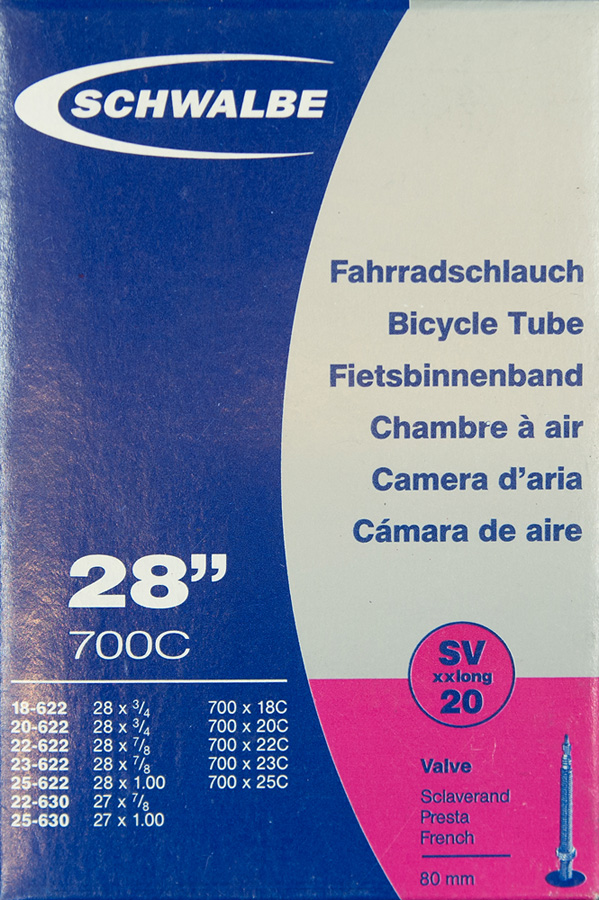 SCHWALBE
Fahrradschlauch
Bicycle Tube
Fietsbinnenband
Chambre à air
Camera d’aria
Cámara de aire
28”
700C
18-622 28 x 3/4 700 x 18C
20-622 28 x 3/4 700 x 20C
22-622 28 x 7/8 700 x 22C
23-622 28 x 7/8 700 x 23C
25-622 28 x 1.00 700 x 25C
22-630 27 x 7/8
25-630 27 x 1.00
SV
xxlong
20
Valve
Sclaverand
Presta
French
80 mm